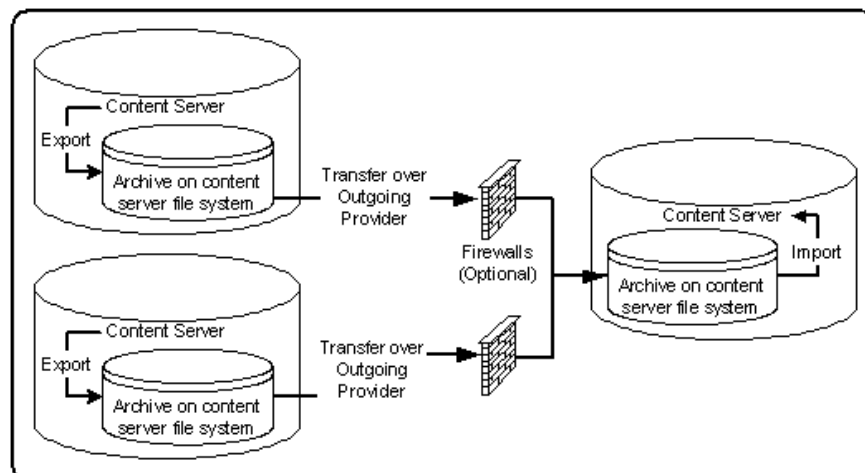 Content Server
Export
Archive on content
server file system
Transfer over
Outgoing
Provider
Firewalls
(Optional)
Content Server
Import
Archive on content
server file system
Content Server
Export
Archive on content
server file system
Transfer over
Outgoing
Provider